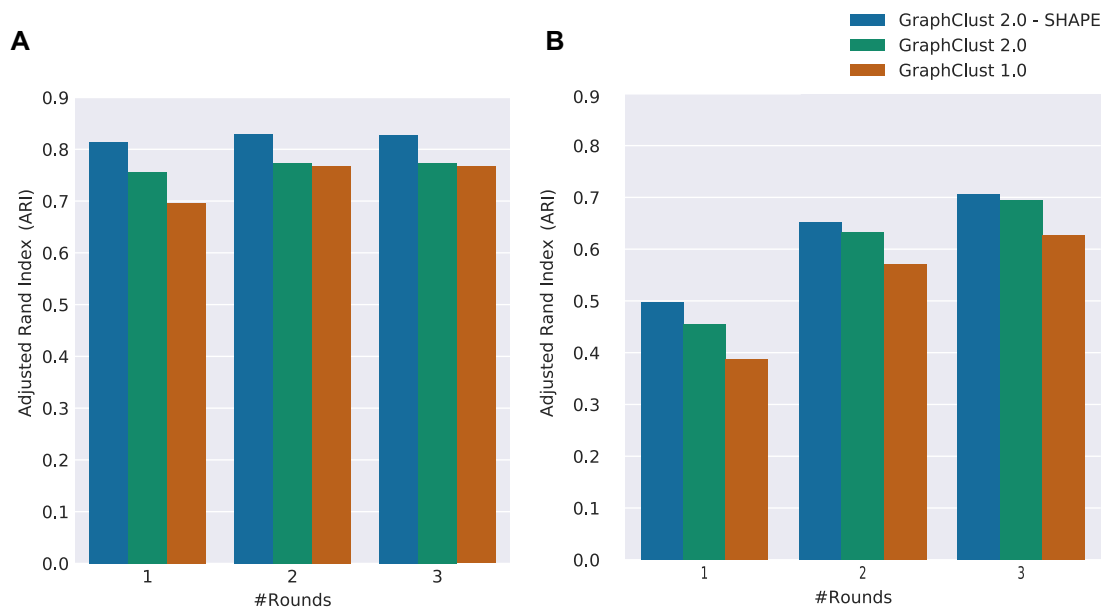 A
B
GraphClust 2.0 - SHAPE
GraphClust 2.0
GraphClust 1.0
Adjusted Rand Index (ARI)
0.9
0.8
0.7
0.6
0.5
0.4
0.3
0.2
0.1
0.0
1
2
3
#Rounds
Adjusted Rand Index (ARI)
0.9
0.8
0.7
0.6
0.5
0.4
0.3
0.2
0.1
0.0
1
2
3
#Rounds